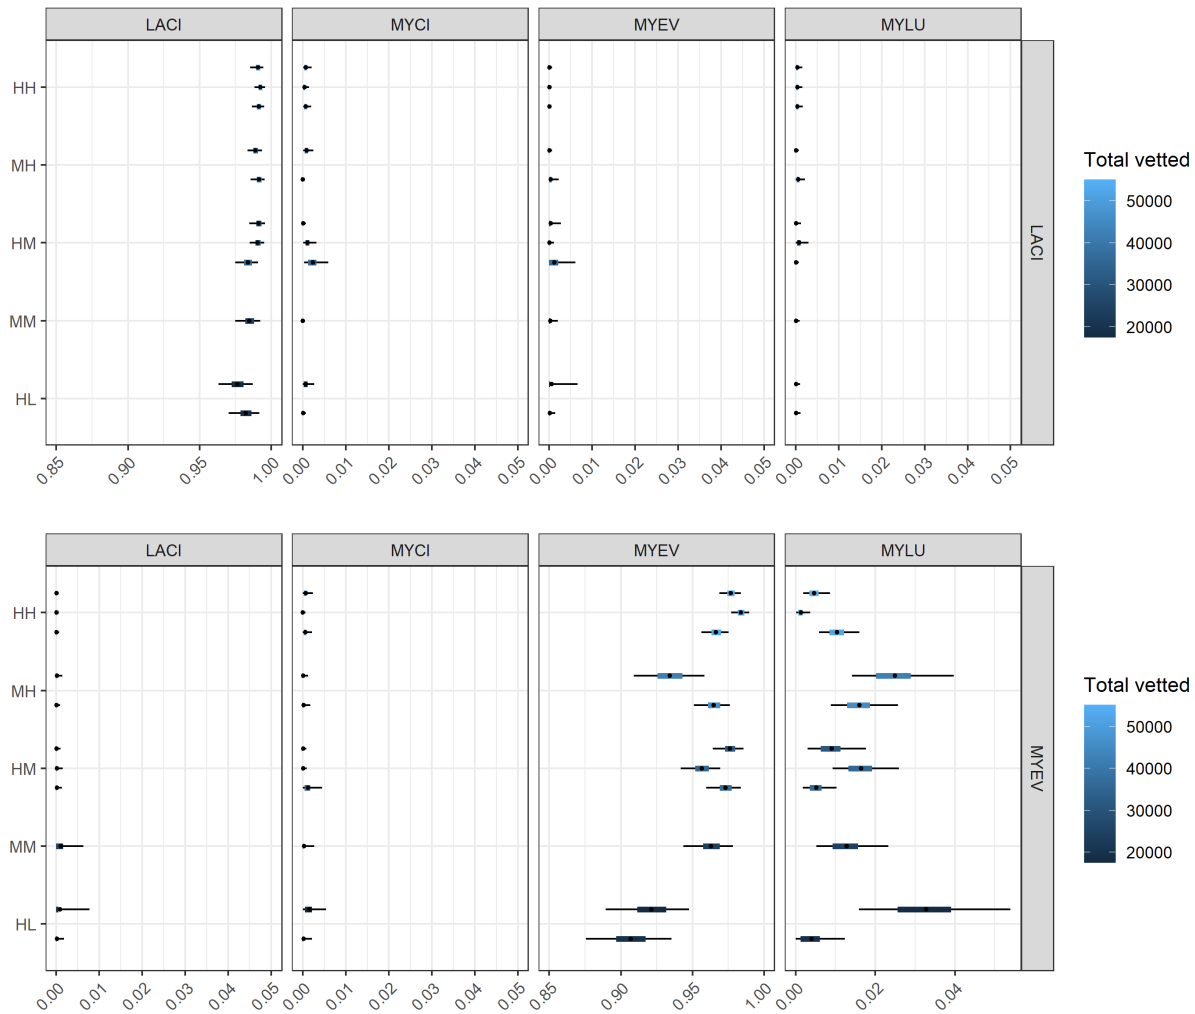 LACI MYCI MYEV MYLU
HH
MH
HM
MM
HL
LACI
0.85 0.90 0.95 1.00 0.00 0.01 0.02 0.03 0.04 0.05 0.00 0.01 0.02 0.03 0.04 0.05 0.00 0.01 0.02 0.03 0.04 0.05
Total vetted
50000
40000
30000
20000
LACI MYCI MYEV MYLU
HH
MH
HM
MM
HL
MYEV
0.00 0.01 0.02 0.03 0.04 0.05 0.00 0.01 0.02 0.03 0.04 0.05 0.85 0.90 0.95 1.00 0.00 0.02 0.04
Total vetted
50000
40000
30000
20000